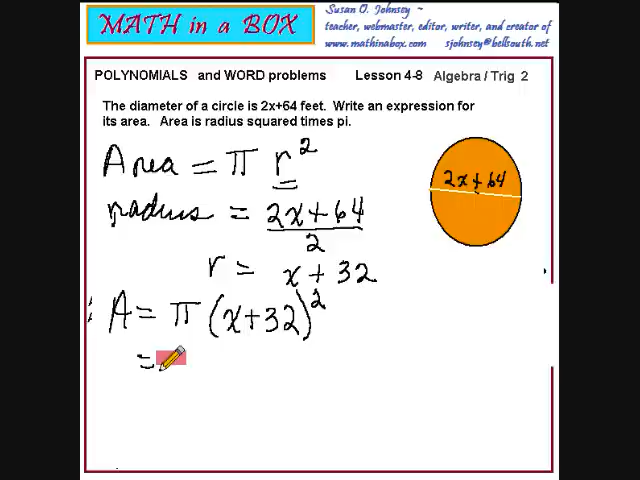 MATH in a BOX
Susan O. Johnsey ~
teacher, webmaster, editor, writer, and creator of
www.mathinabox.com sjohnsey@bellsouth.net
POLYNOMIALS and WORD problems Lesson 4-8 Algebra / Trig 2
The diameter of a circle is 2x+64 feet. Write an expression for
its area. Area is radius squared times pi.
Area = π r²
2x+64
radius = 2x+64
2
r = x+32
∴ A = π (x+32)²
=